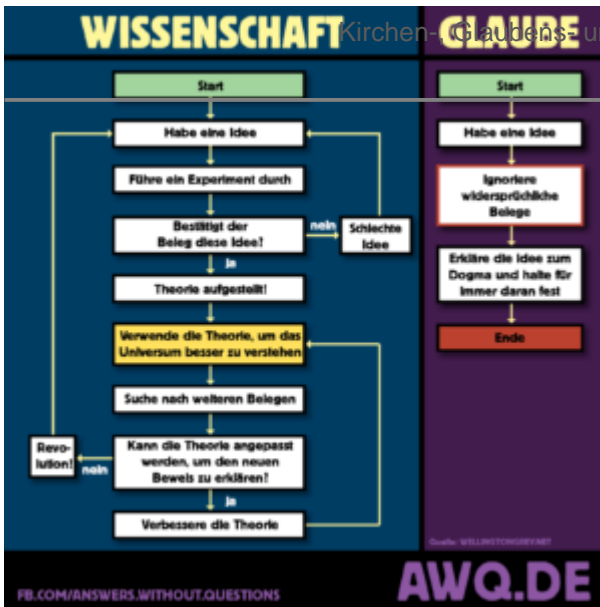 WISSENSCHAFT
Kirchen-, Glaubens- u
GLAUBE
Start
Habe eine Idee
Führe ein Experiment durch
Bestätigt der
Beleg diese Idee?
nein
Schlechte
Idee
ja
Theorie aufgestellt!
Verwende die Theorie, um das
Universum besser zu verstehen
Suche nach weiteren Belegen
Kann die Theorie angepasst
werden, um den neuen
Beweis zu erklären?
nein
Revo-
lution!
ja
Verbessere die Theorie
Start
Habe eine Idee
Ignoriere
widersprüchliche
Belege
Erkläre die Idee zum
Dogma und halte für
immer daran fest
Ende
Quelle: WELLINGTONGREY.NET
FB.COM/ANSWERS.WITHOUT.QUESTIONS
AWQ.DE